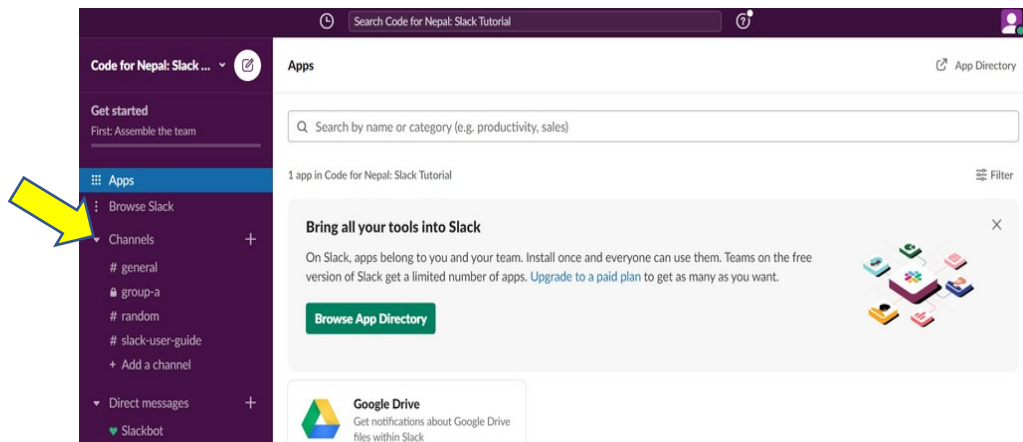 Search Code for Nepal: Slack Tutorial
Code for Nepal: Slack ...
Apps
App Directory
Get started
First: Assemble the team
Search by name or category (e.g. productivity, sales)
Apps
1 app in Code for Nepal: Slack Tutorial
Filter
Browse Slack
Channels
# general
group-a
# random
# slack-user-guide
+ Add a channel
Direct messages
Slackbot
Bring all your tools into Slack
On Slack, apps belong to you and your team. Install once and everyone can use them. Teams on the free
version of Slack get a limited number of apps. Upgrade to a paid plan to get as many as you want.
Browse App Directory
Google Drive
Get notifications about Google Drive
files within Slack